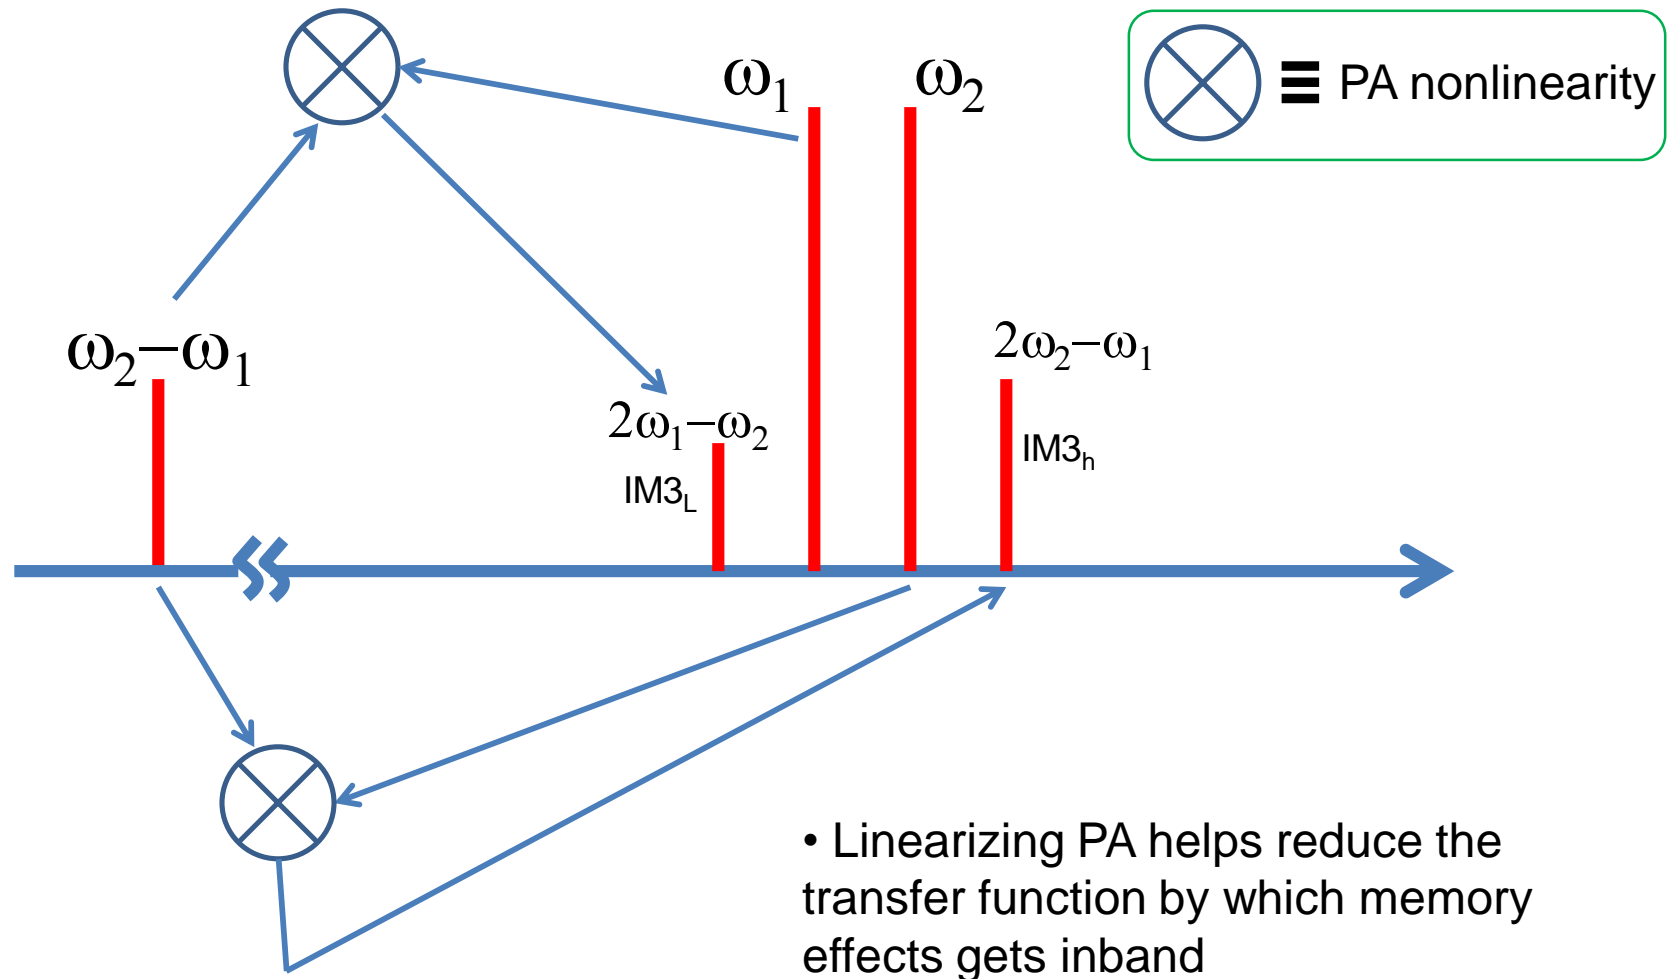 ω1 ω2
≡ PA nonlinearity
ω2−ω1
2ω2−ω1
2ω1−ω2
IM3h
IM3L
• Linearizing PA helps reduce the
transfer function by which memory
effects gets inband